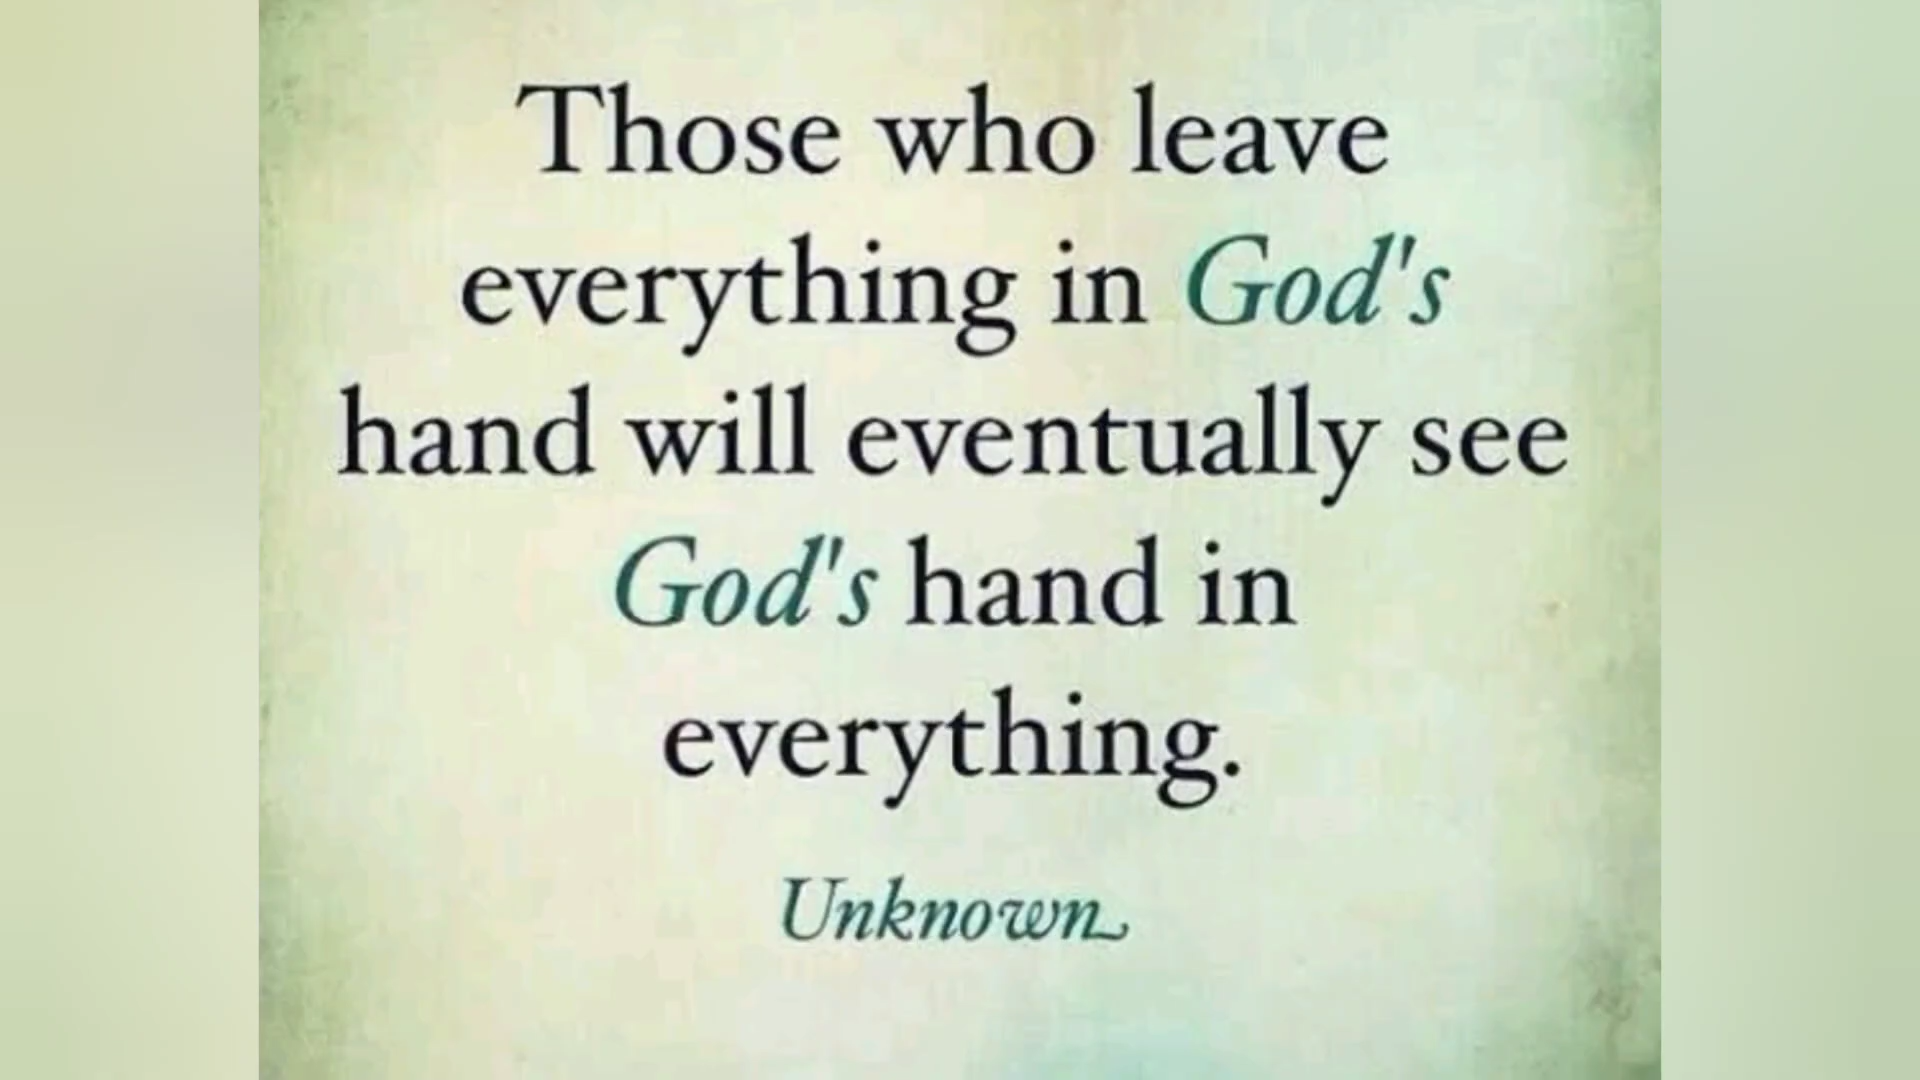 Those who leave
everything in God's
hand will eventually see
God's hand in
everything.
Unknown